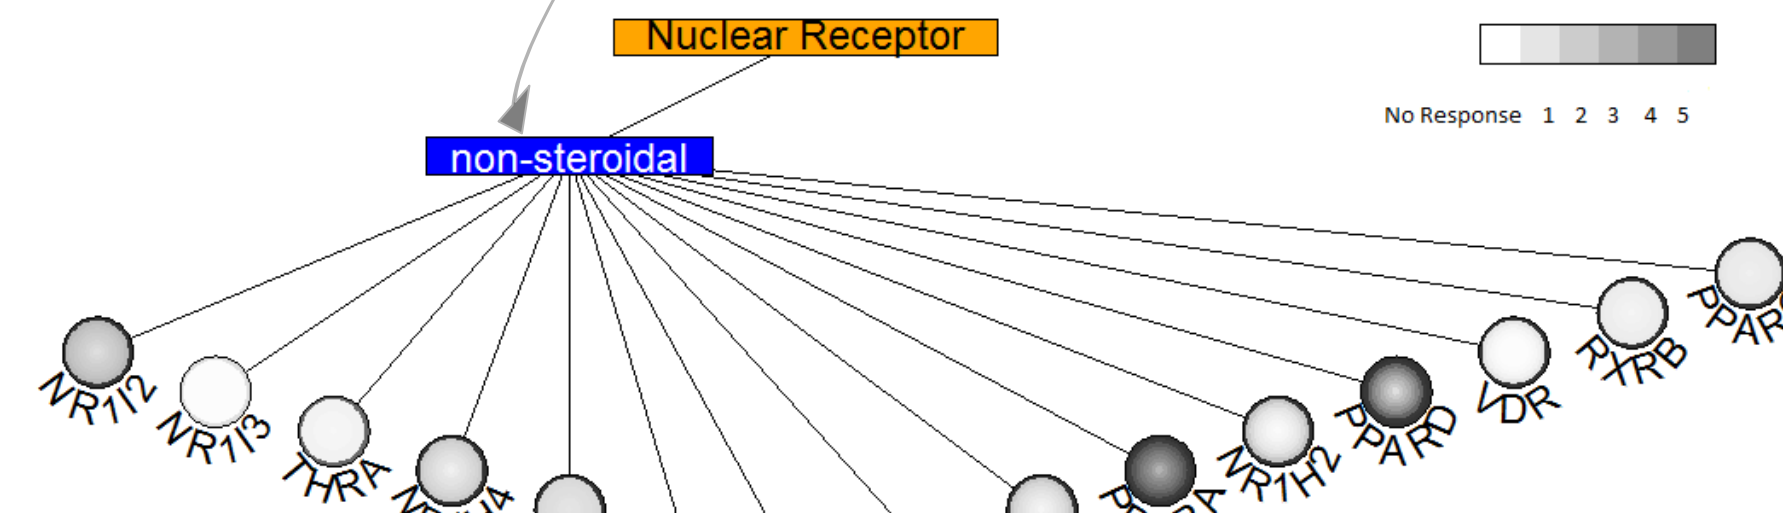 Nuclear Receptor
No Response 1 2 3 4 5
non-steroidal
NR1I2
NR1I3
THRA
NR1H2
PPARD
VDR
RXRB